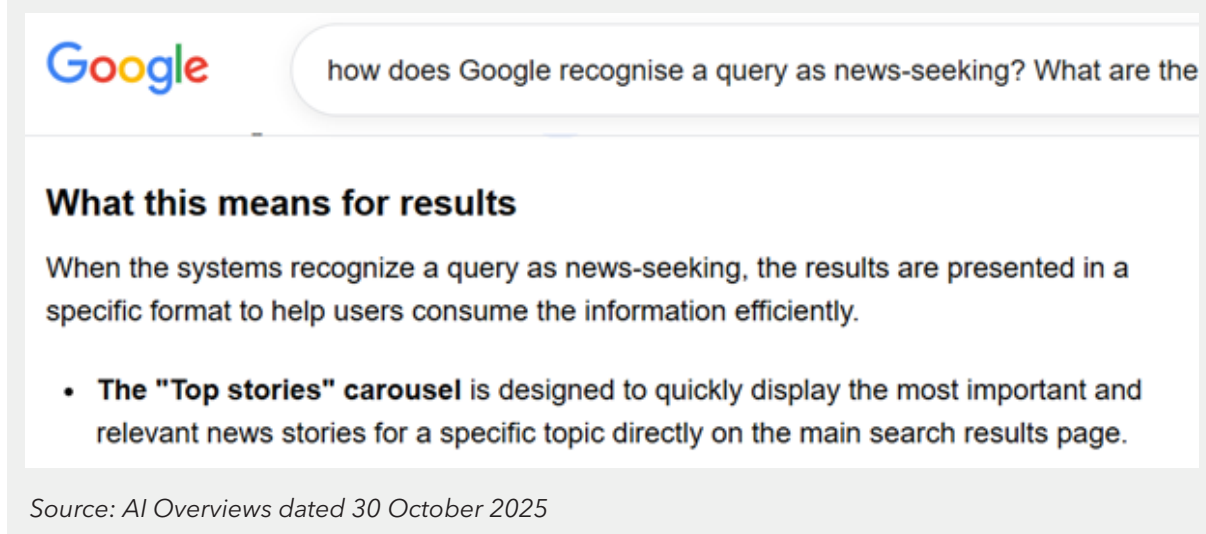 Google
how does Google recognise a query as news-seeking? What are the
What this means for results
When the systems recognize a query as news-seeking, the results are presented in a
specific format to help users consume the information efficiently.
• The "Top stories" carousel is designed to quickly display the most important and
relevant news stories for a specific topic directly on the main search results page.
Source: AI Overviews dated 30 October 2025